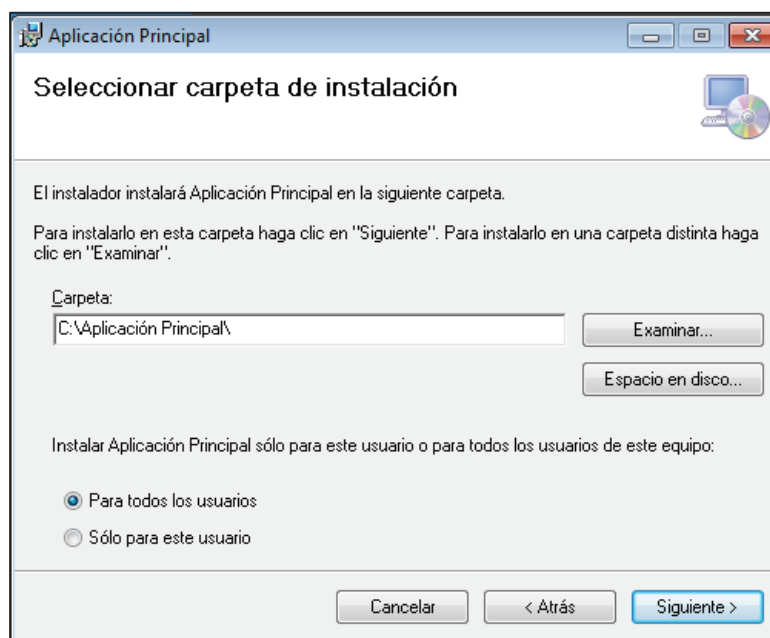 Aplicación Principal
Seleccionar carpeta de instalación
El instalador instalará Aplicación Principal en la siguiente carpeta.
Para instalarlo en esta carpeta haga clic en "Siguiente". Para instalarlo en una carpeta distinta haga
clic en "Examinar".
Carpeta:
C:\Aplicación Principal\
Examinar...
Espacio en disco...
Instalar Aplicación Principal sólo para este usuario o para todos los usuarios de este equipo:
Para todos los usuarios
Sólo para este usuario
Cancelar < Atrás Siguiente >